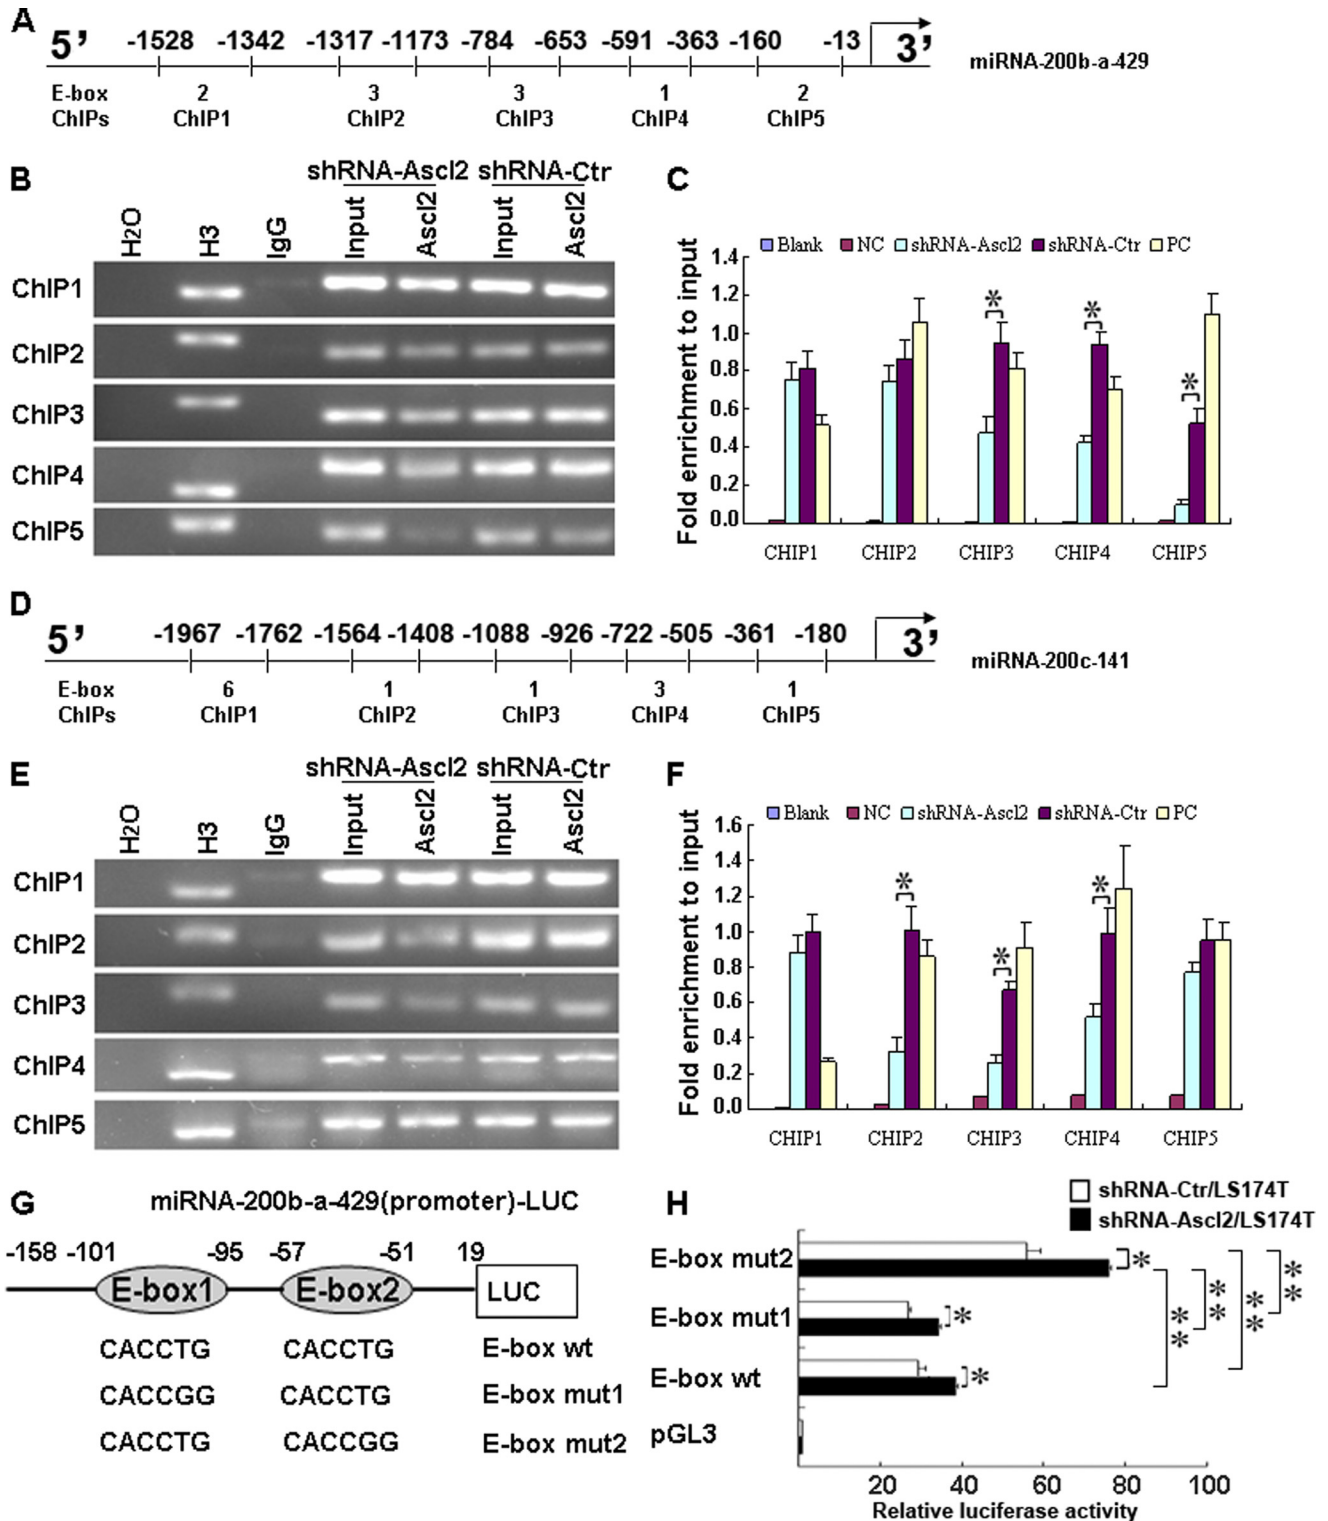 A
5’ -1528 -1342 -1317 -1173 -784 -653 -591 -363 -160 -13 3’
miRNA-200b-a-429
E-box 2 3 3 1 2
ChIPs ChIP1 ChIP2 ChIP3 ChIP4 ChIP5
B
shRNA-Ascl2 shRNA-Ctr
H2O H3 IgG Input Ascl2 Input Ascl2
ChIP1
ChIP2
ChIP3
ChIP4
ChIP5
C
Blank NC shRNA-Ascl2 shRNA-Ctr PC
Fold enrichment to input
1.4
1.2
1.0
0.8
0.6
0.4
0.2
0.0
* * *
CHIP1 CHIP2 CHIP3 CHIP4 CHIP5
D
5’ -1967 -1762 -1564 -1408 -1088 -926 -722 -505 -361 -180 3’
miRNA-200c-141
E-box 6 1 1 3 1
ChIPs ChIP1 ChIP2 ChIP3 ChIP4 ChIP5
E
shRNA-Ascl2 shRNA-Ctr
H2O H3 IgG Input Ascl2 Input Ascl2
ChIP1
ChIP2
ChIP3
ChIP4
ChIP5
F
Blank NC shRNA-Ascl2 shRNA-Ctr PC
Fold enrichment to input
1.6
1.4
1.2
1.0
0.8
0.6
0.4
0.2
0.0
* * *
CHIP1 CHIP2 CHIP3 CHIP4 CHIP5
G
miRNA-200b-a-429(promoter)-LUC
-158 -101 -95 -57 -51 19
E-box1 E-box2 LUC
CACCTG CACCTG E-box wt
CACCGG CACCTG E-box mut1
CACCTG CACCGG E-box mut2
H
shRNA-Ctr/LS174T
shRNA-Ascl2/LS174T
E-box mut2 *
E-box mut1 *
E-box wt *
pGL3
** ** ** **
20 40 60 80 100
Relative luciferase activity